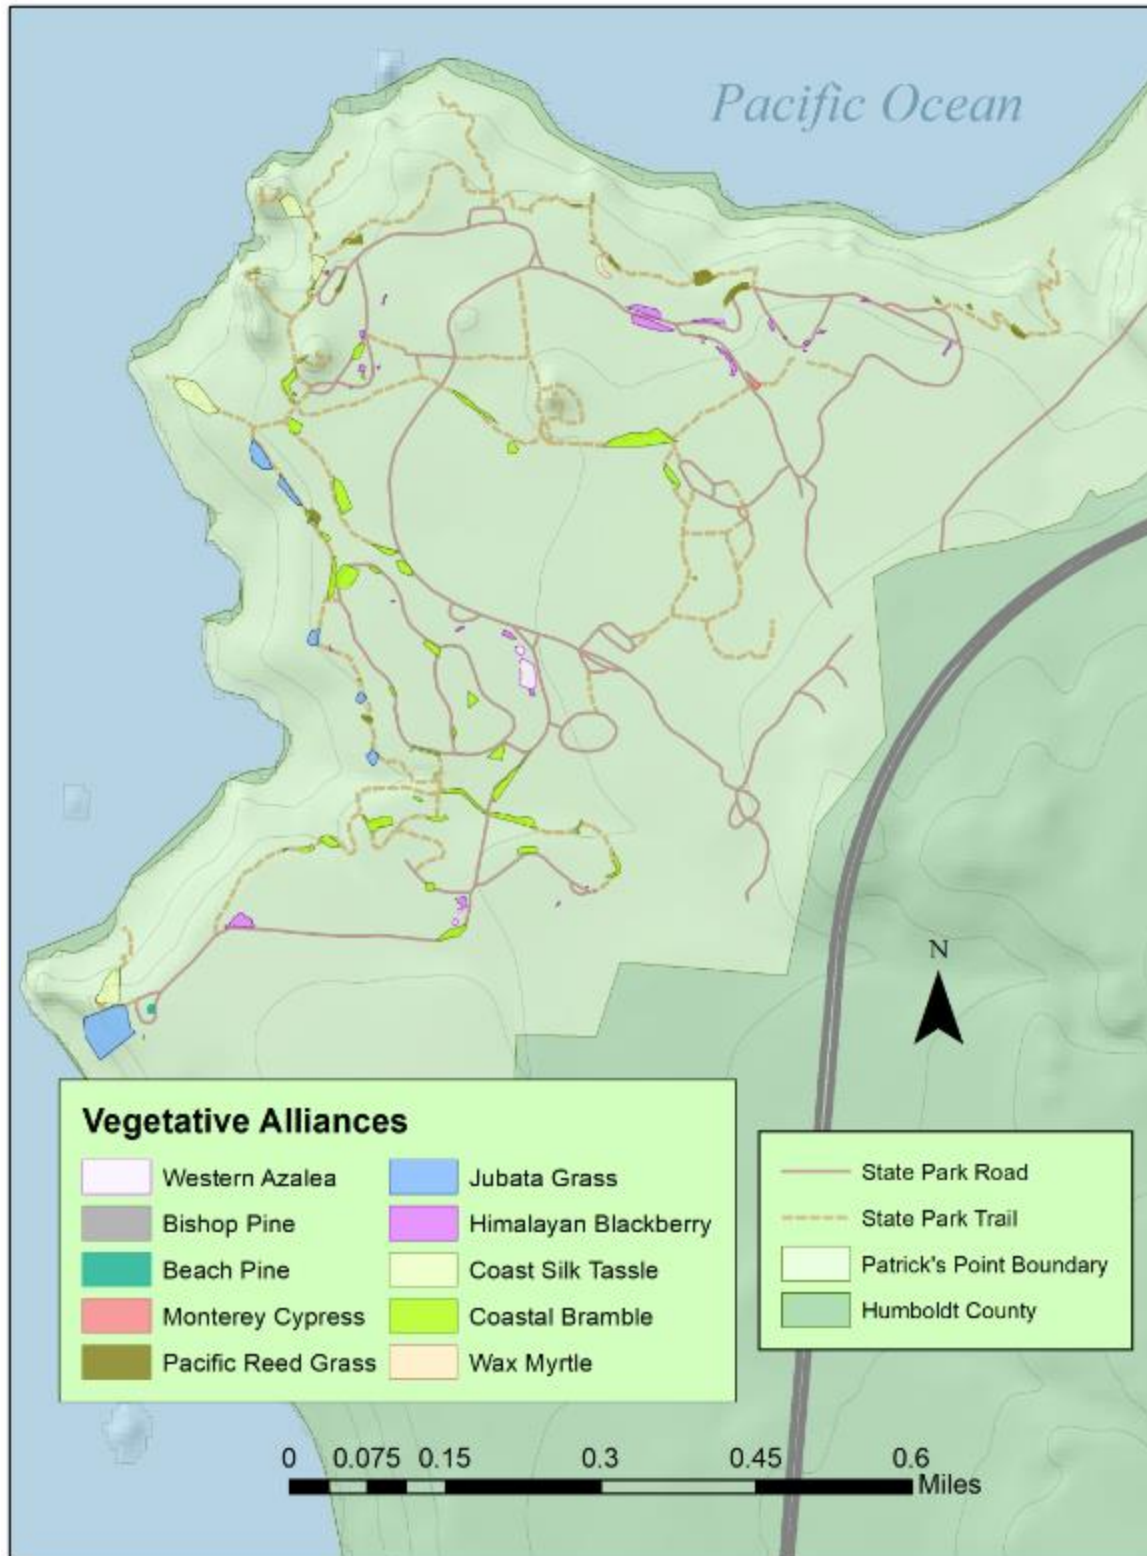 Pacific Ocean
N
Vegetative Alliances
Western Azalea
Bishop Pine
Beach Pine
Monterey Cypress
Pacific Reed Grass
Jubata Grass
Himalayan Blackberry
Coast Silk Tassle
Coastal Bramble
Wax Myrtle
State Park Road
State Park Trail
Patrick's Point Boundary
Humboldt County
0 0.075 0.15 0.3 0.45 0.6
Miles